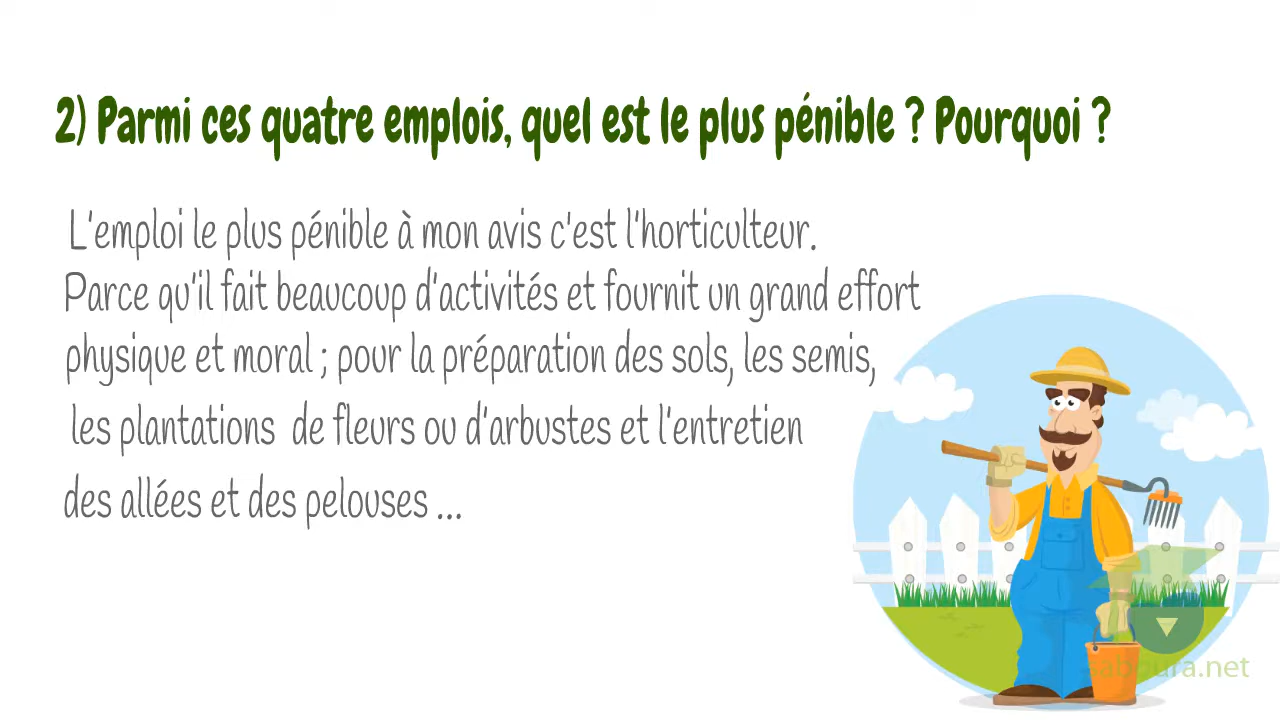 2) Parmi ces quatre emplois, quel est le plus pénible ? Pourquoi ?
L'emploi le plus pénible à mon avis c'est l'horticulteur.
Parce qu'il fait beaucoup d'activités et fournit un grand effort
physique et moral ; pour la préparation des sols, les semis,
les plantations de fleurs ou d'arbustes et l'entretien
des allées et des pelouses ...
sabbura.net